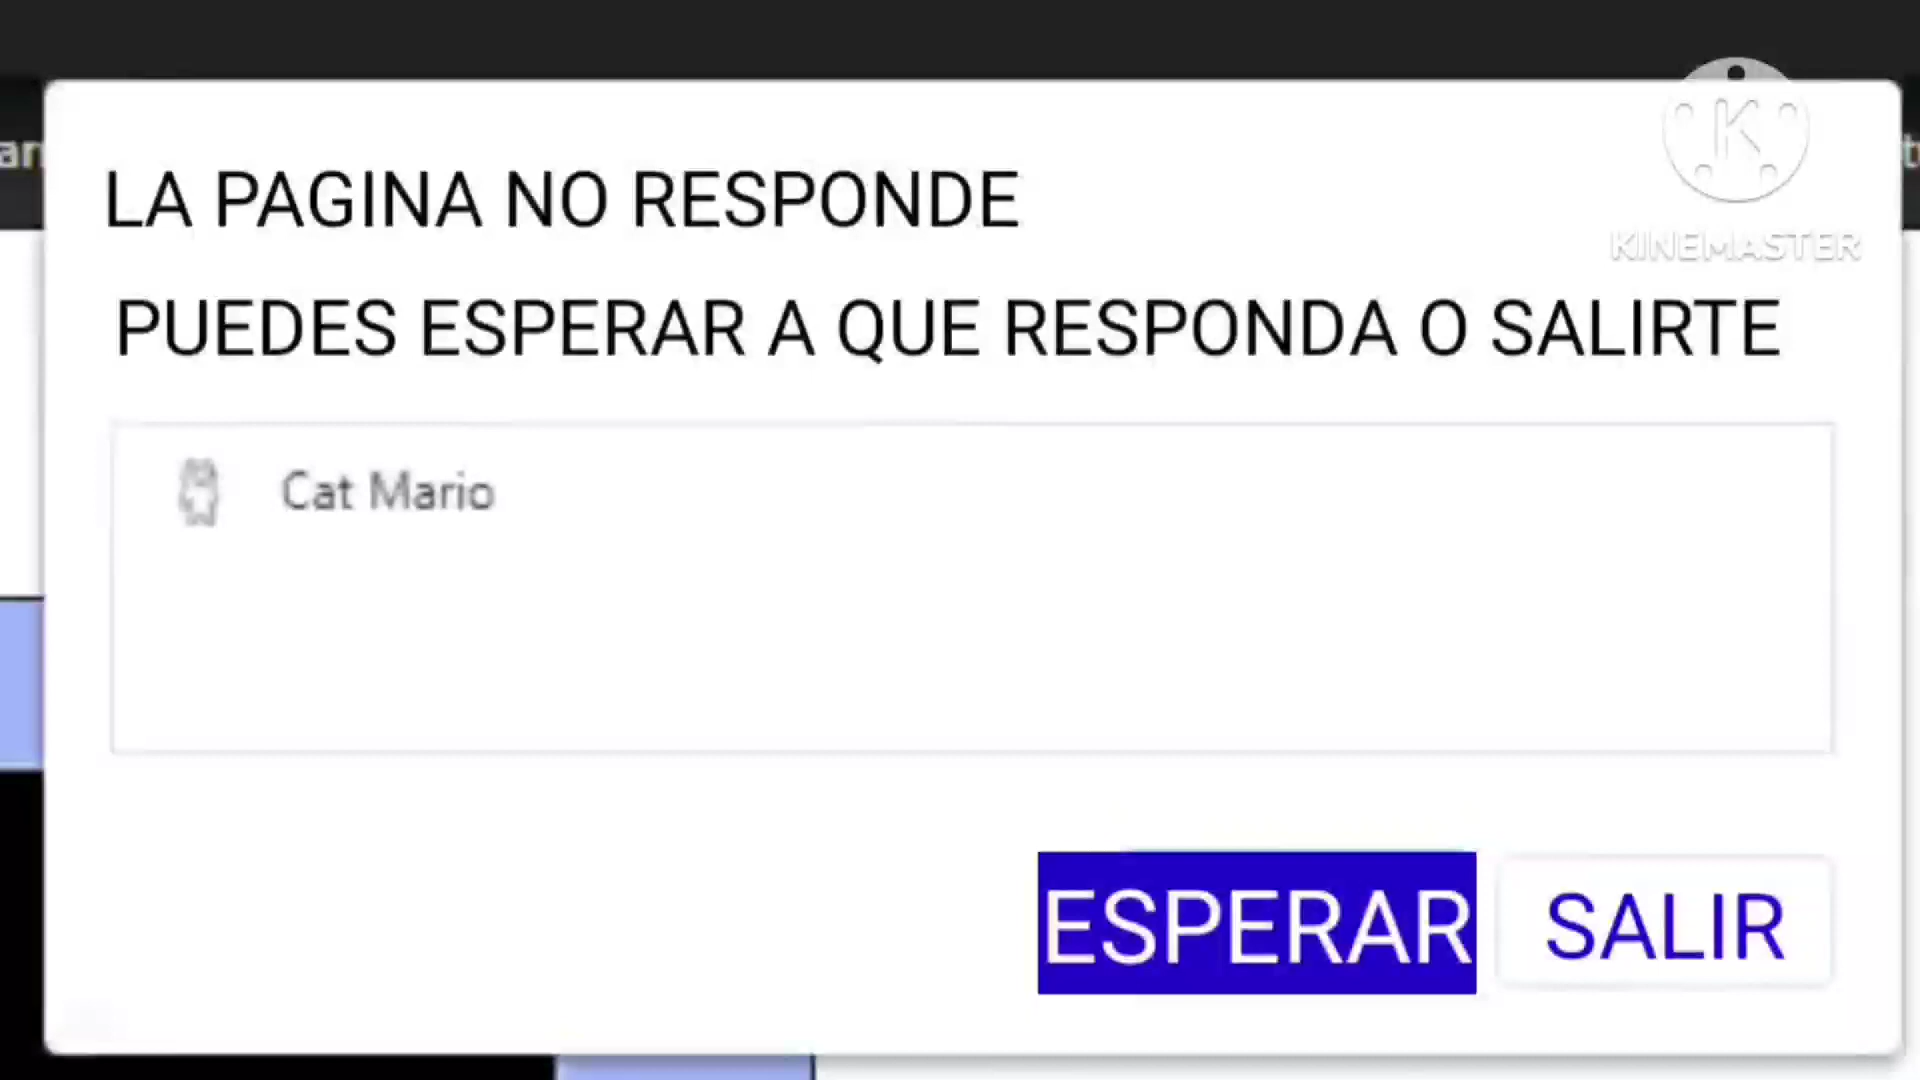 KINEMASTER
LA PAGINA NO RESPONDE
PUEDES ESPERAR A QUE RESPONDA O SALIRTE
Cat Mario
ESPERAR
SALIR